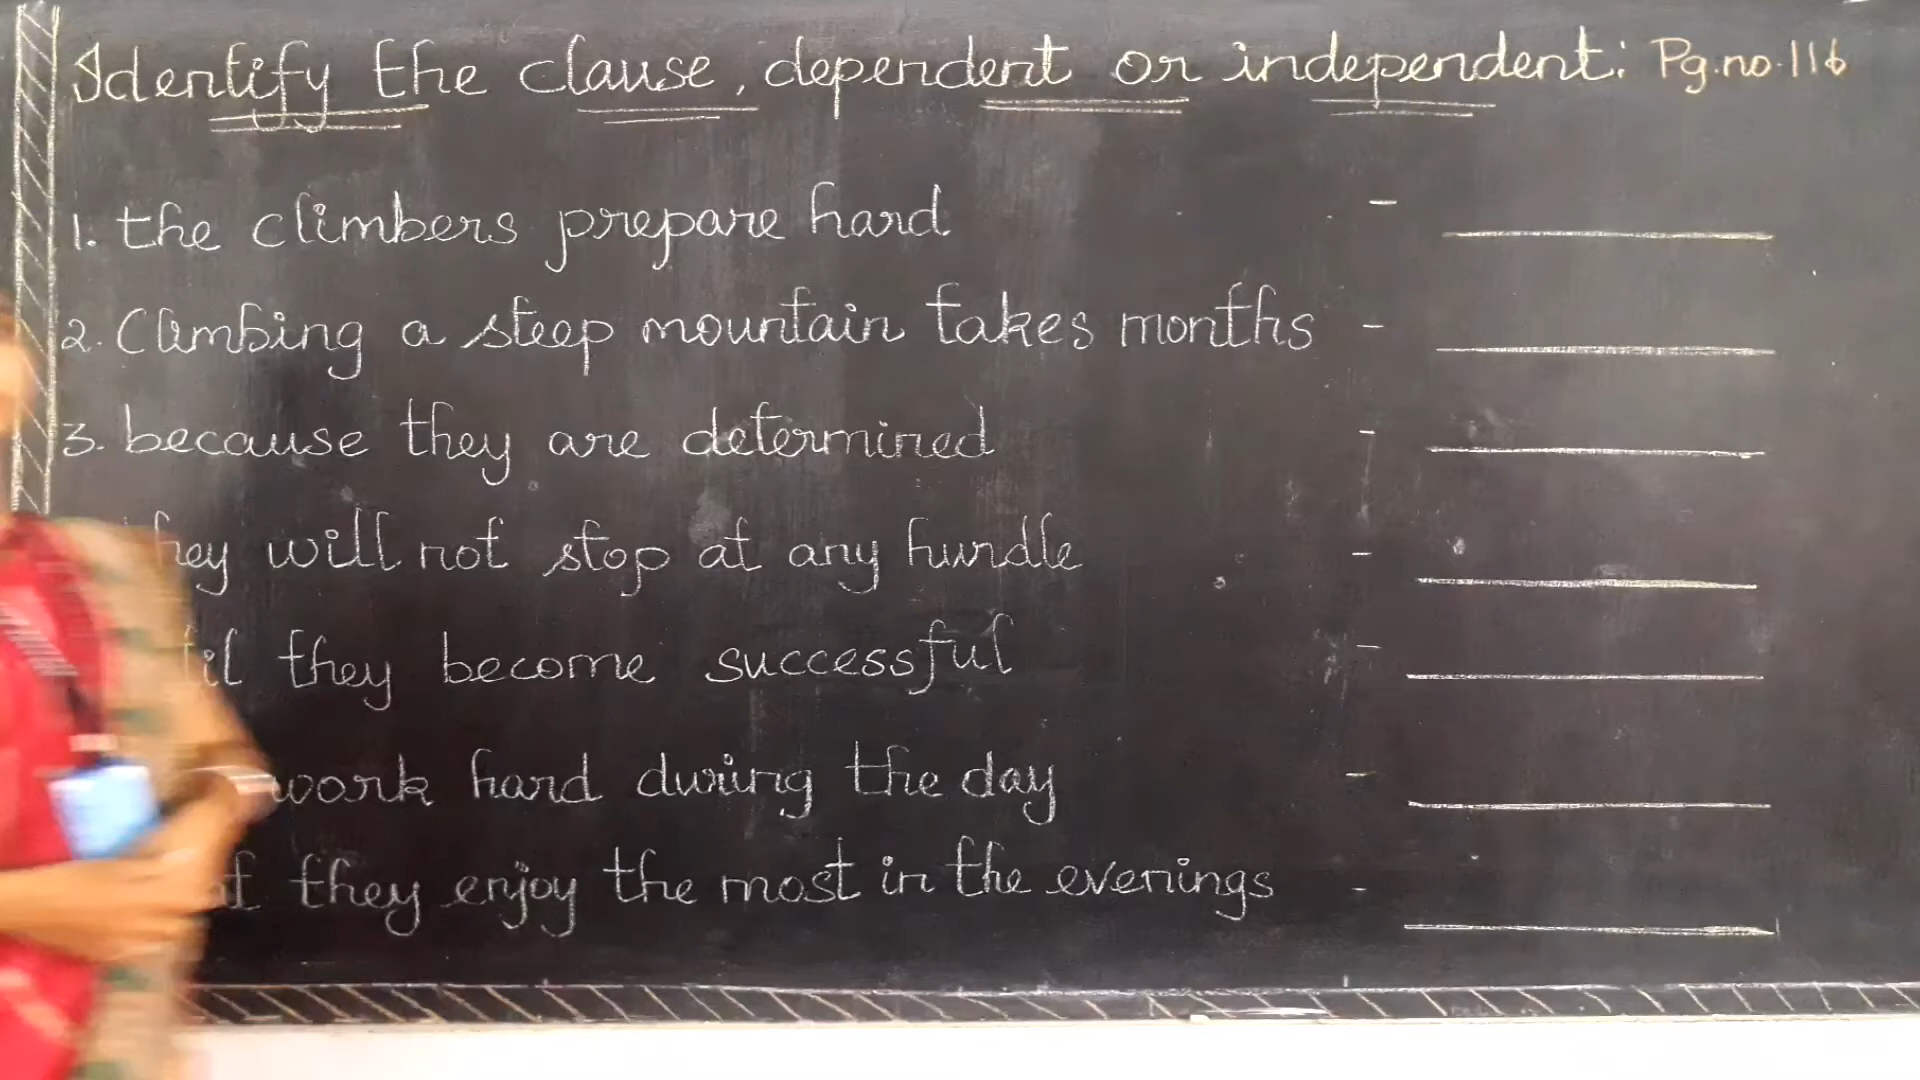 Identify the clause, dependent or independent: Pg.no.116
1. the climbers prepare hard -
2. Climbing a steep mountain takes months -
3. because they are determined -
will not stop at any hurdle -
they become successful -
work hard during the day -
they enjoy the most in the evenings -